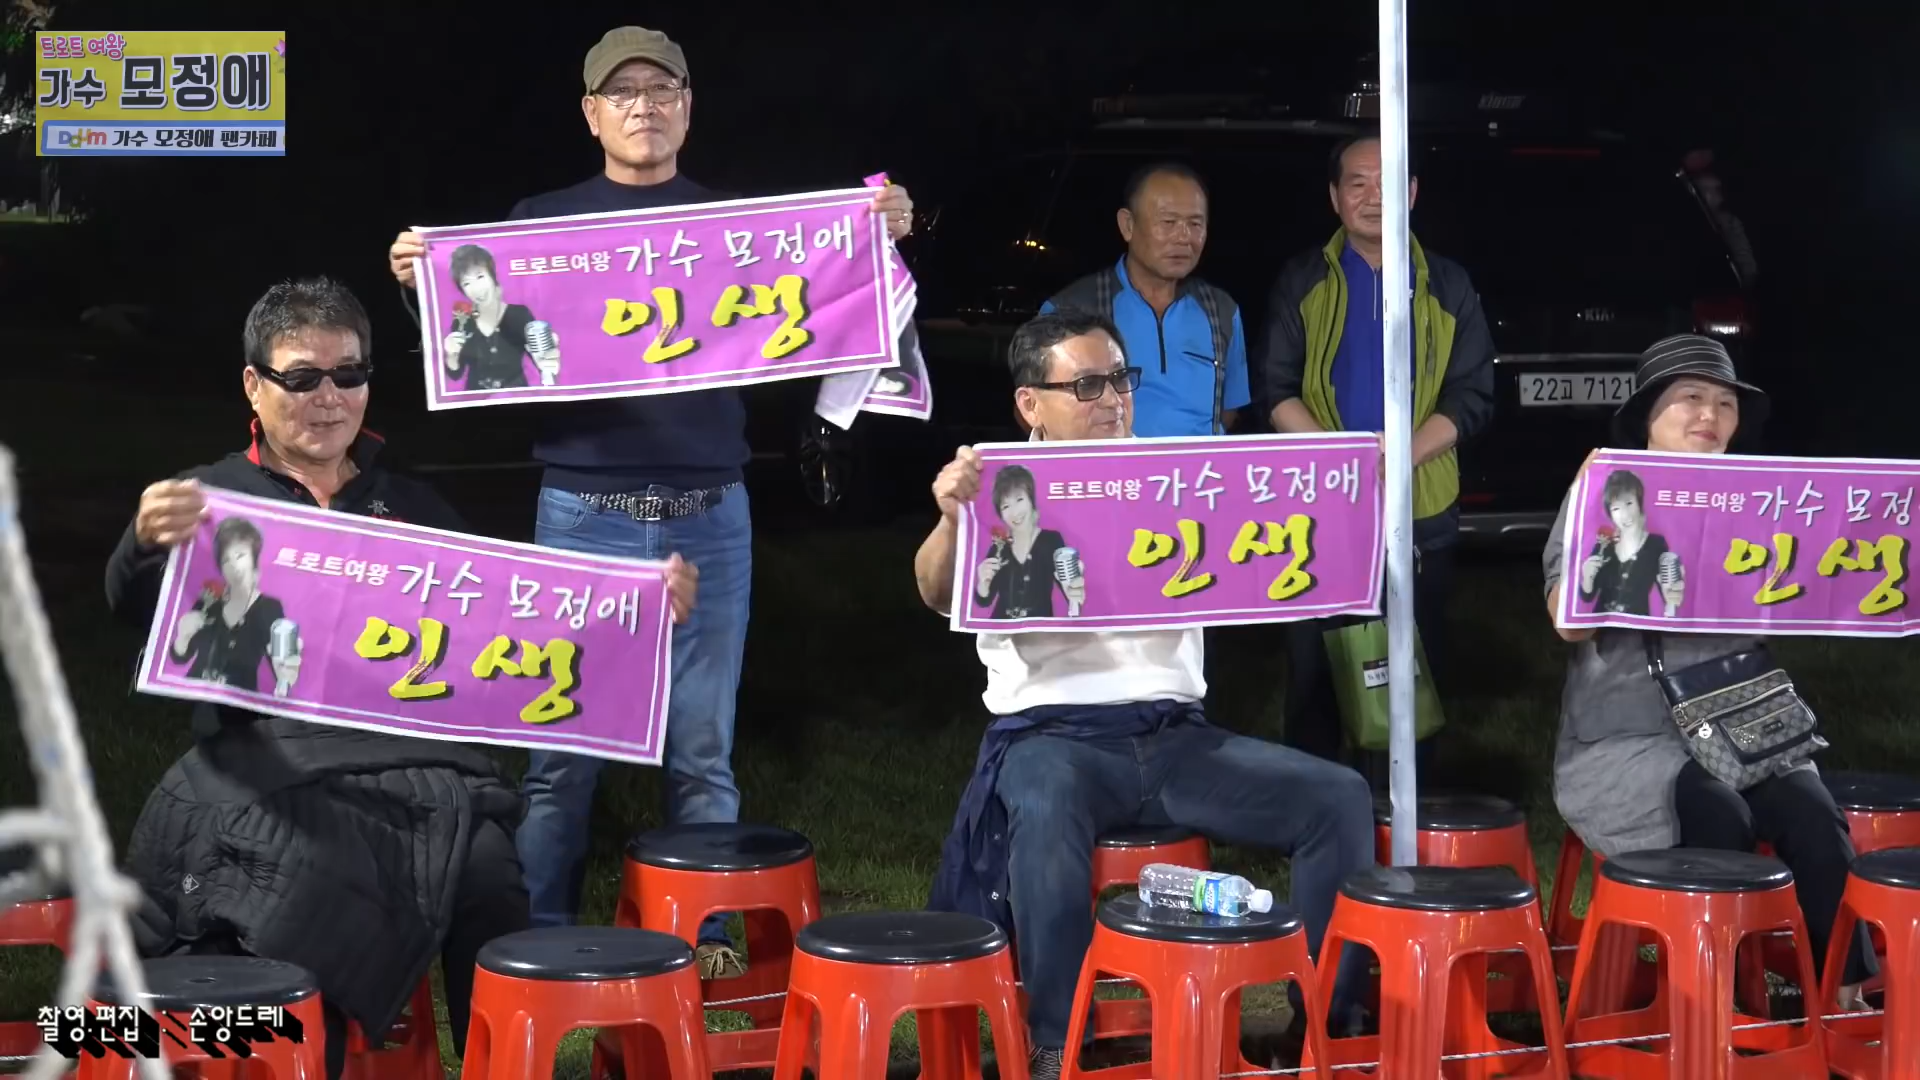 트로트 여왕
가수 모정애
Daum 가수 모정애 팬카페
트로트여왕 가수 모정애
인생
트로트여왕 가수 모정애
인생
트로트여왕 가수 모정애
인생
트로트여왕 가수 모정
인생
KIA
22고 7121
촬영.편집 : 손앙드레